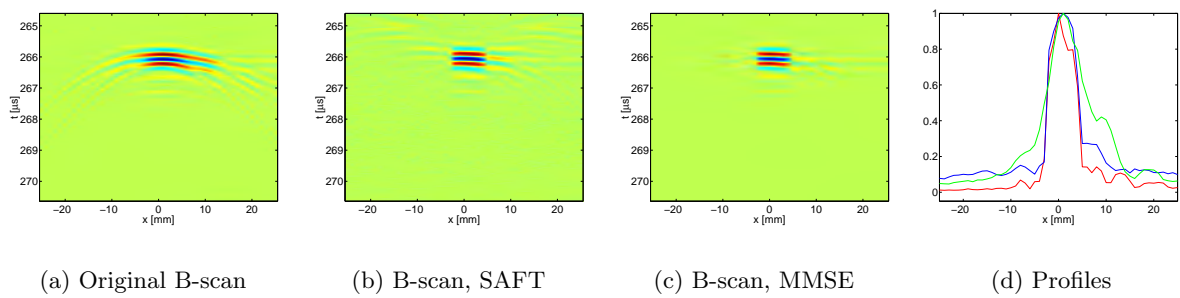 265
266
267
268
269
270
t [µs]
−20 −10 0 10 20
x [mm]
265
266
267
268
269
270
t [µs]
−20 −10 0 10 20
x [mm]
265
266
267
268
269
270
t [µs]
−20 −10 0 10 20
x [mm]
1
0.8
0.6
0.4
0.2
0
−20 −10 0 10 20
x [mm]
(a) Original B-scan
(b) B-scan, SAFT
(c) B-scan, MMSE
(d) Profiles